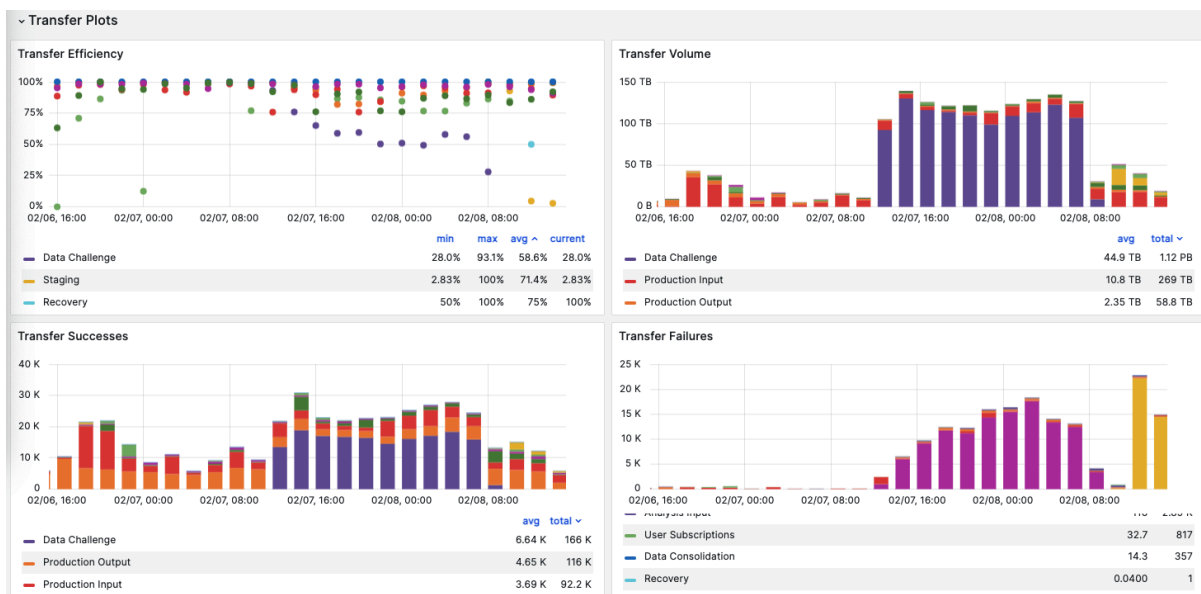 Transfer Plots
Transfer Efficiency
100%
75%
50%
25%
0%
02/06, 16:00 02/07, 00:00 02/07, 08:00 02/07, 16:00 02/08, 00:00 02/08, 08:00
min max avg current
Data Challenge 28.0% 93.1% 58.6% 28.0%
Staging 2.83% 100% 71.4% 2.83%
Recovery 50% 100% 75% 100%
Transfer Volume
150 TB
100 TB
50 TB
0 B
02/06, 16:00 02/07, 00:00 02/07, 08:00 02/07, 16:00 02/08, 00:00 02/08, 08:00
avg total
Data Challenge 44.9 TB 1.12 PB
Production Input 10.8 TB 269 TB
Production Output 2.35 TB 58.8 TB
Transfer Successes
40 K
30 K
20 K
10 K
0
02/06, 16:00 02/07, 00:00 02/07, 08:00 02/07, 16:00 02/08, 00:00 02/08, 08:00
avg total
Data Challenge 6.64 K 166 K
Production Output 4.65 K 116 K
Production Input 3.69 K 92.2 K
Transfer Failures
25 K
20 K
15 K
10 K
5 K
0
02/06, 16:00 02/07, 00:00 02/07, 08:00 02/07, 16:00 02/08, 00:00 02/08, 08:00
Analysis Input
User Subscriptions 32.7 817
Data Consolidation 14.3 357
Recovery 0.0400 1